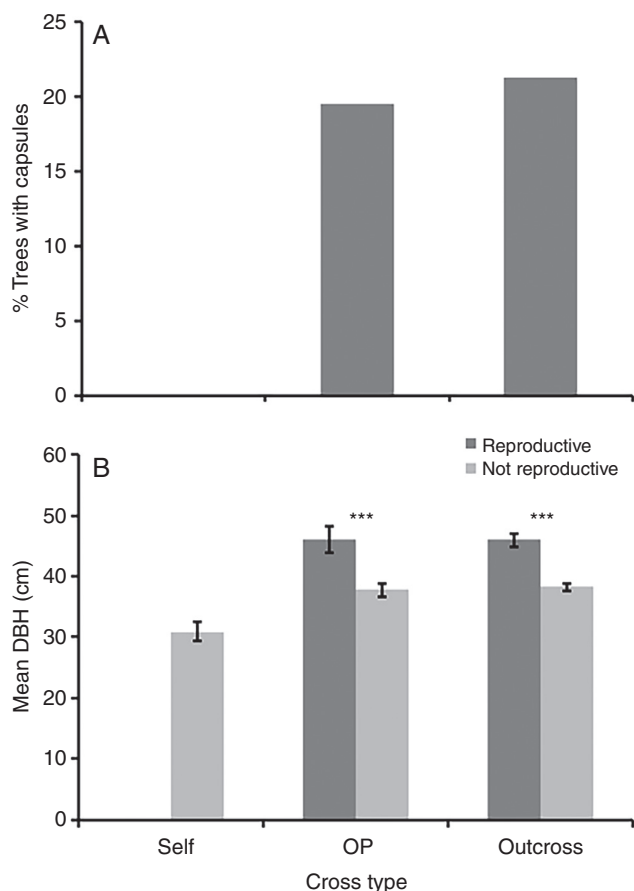 A
25
20
15
10
5
0
% Trees with capsules
B
60
50
40
30
20
10
0
Mean DBH (cm)
Reproductive
Not reproductive
***
***
Self
OP
Outcross
Cross type